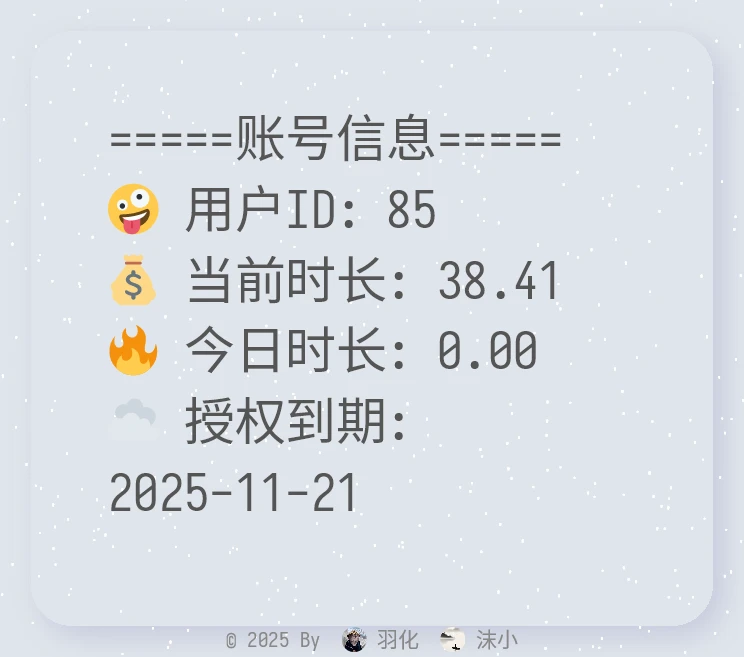 =====账号信息=====
🤪 用户ID: 85
💰 当前时长: 38.41
🔥 今日时长: 0.00
☁️ 授权到期:
2025-11-21
© 2025 By 羽化 沫小